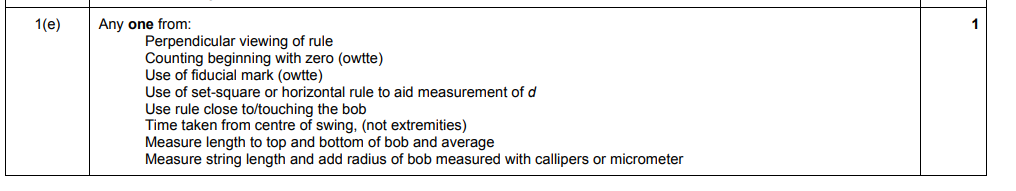 1(e) Any one from: 1
Perpendicular viewing of rule
Counting beginning with zero (owtte)
Use of fiducial mark (owtte)
Use of set-square or horizontal rule to aid measurement of d
Use rule close to/touching the bob
Time taken from centre of swing, (not extremities)
Measure length to top and bottom of bob and average
Measure string length and add radius of bob measured with callipers or micrometer